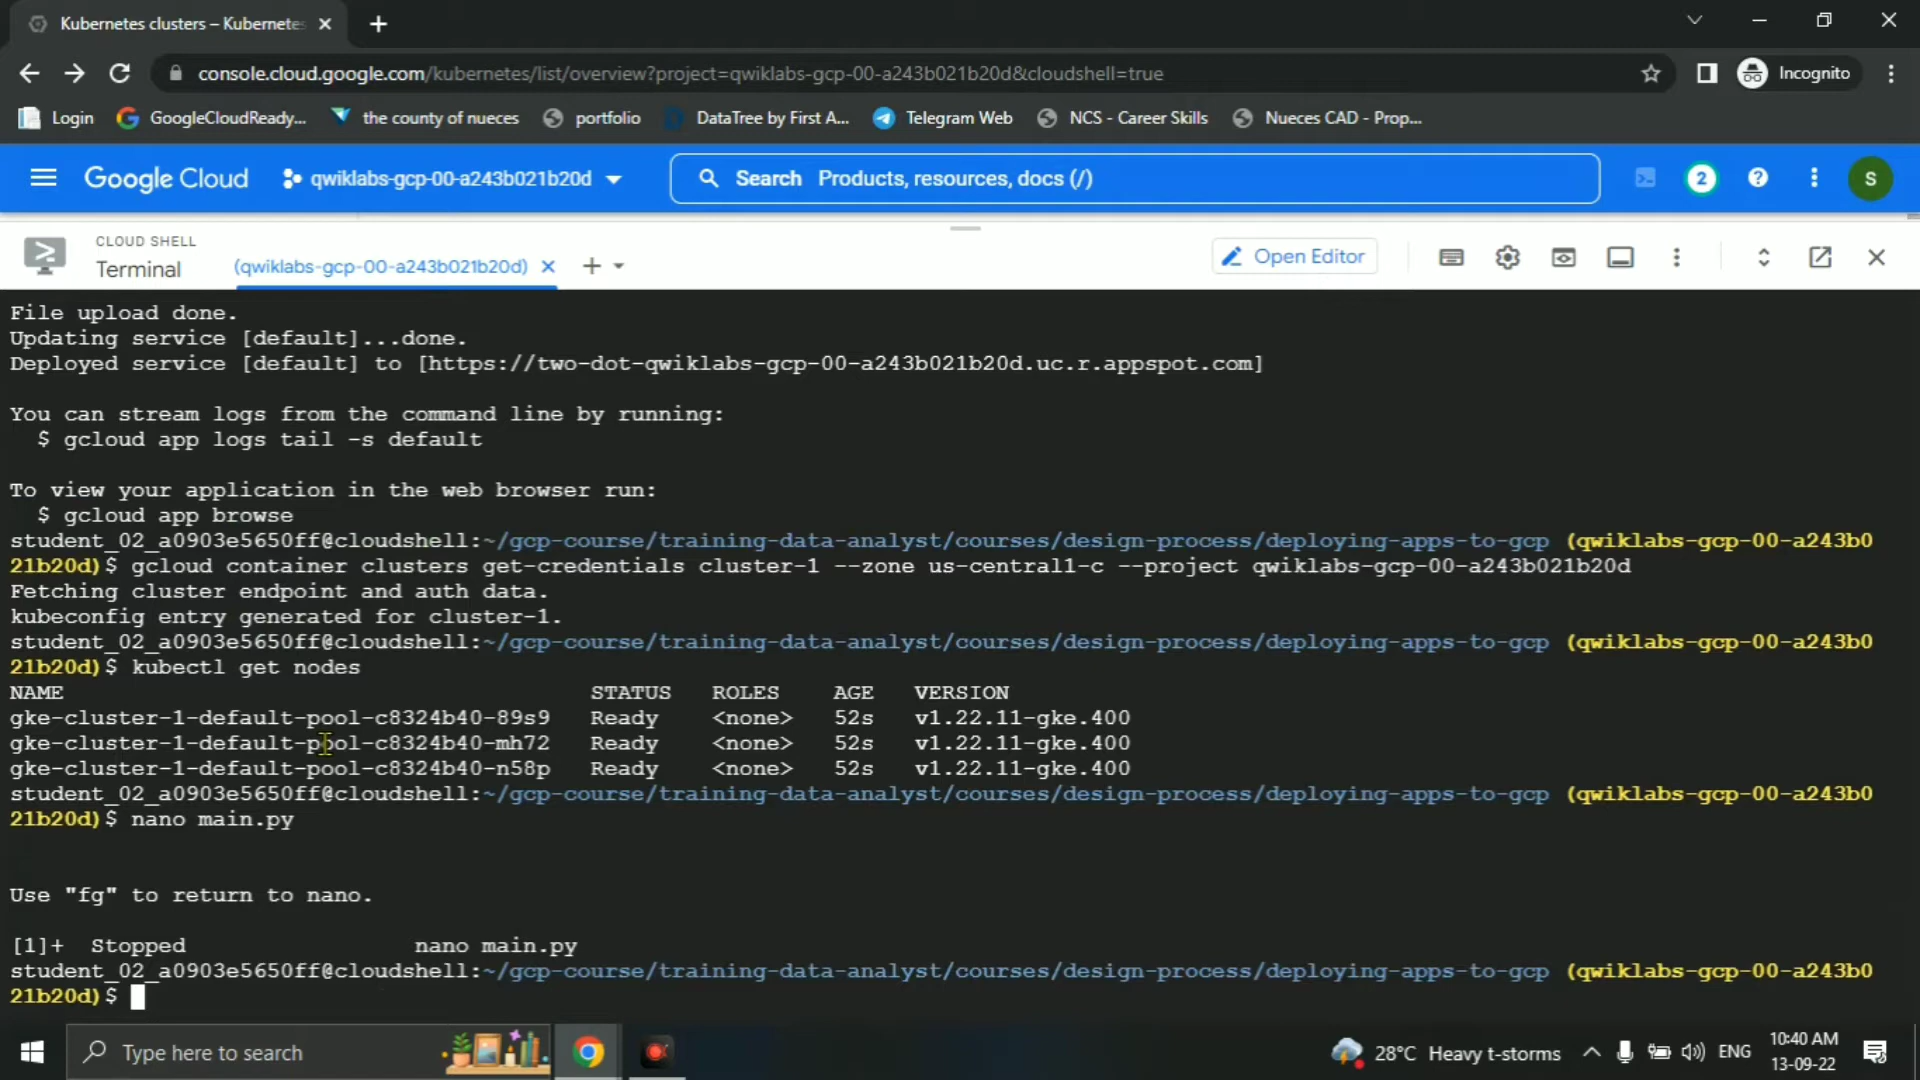 Kubernetes clusters – Kubernetes
console.cloud.google.com/kubernetes/list/overview?project=qwiklabs-gcp-00-a243b021b20d&cloudshell=true
Incognito
Login
GoogleCloudReady...
the county of nueces
portfolio
DataTree by First A...
Telegram Web
NCS - Career Skills
Nueces CAD - Prop...
Google Cloud
qwiklabs-gcp-00-a243b021b20d
Search Products, resources, docs (/)
2
S
CLOUD SHELL
Terminal
(qwiklabs-gcp-00-a243b021b20d)
Open Editor
File upload done.
Updating service [default]...done.
Deployed service [default] to [https://two-dot-qwiklabs-gcp-00-a243b021b20d.uc.r.appspot.com]
You can stream logs from the command line by running:
$ gcloud app logs tail -s default
To view your application in the web browser run:
$ gcloud app browse
student_02_a0903e5650ff@cloudshell:~/gcp-course/training-data-analyst/courses/design-process/deploying-apps-to-gcp (qwiklabs-gcp-00-a243b0
21b20d)$ gcloud container clusters get-credentials cluster-1 --zone us-central1-c --project qwiklabs-gcp-00-a243b021b20d
Fetching cluster endpoint and auth data.
kubeconfig entry generated for cluster-1.
student_02_a0903e5650ff@cloudshell:~/gcp-course/training-data-analyst/courses/design-process/deploying-apps-to-gcp (qwiklabs-gcp-00-a243b0
21b20d)$ kubectl get nodes
NAME STATUS ROLES AGE VERSION
gke-cluster-1-default-pool-c8324b40-89s9 Ready <none> 52s v1.22.11-gke.400
gke-cluster-1-default-pool-c8324b40-mh72 Ready <none> 52s v1.22.11-gke.400
gke-cluster-1-default-pool-c8324b40-n58p Ready <none> 52s v1.22.11-gke.400
student_02_a0903e5650ff@cloudshell:~/gcp-course/training-data-analyst/courses/design-process/deploying-apps-to-gcp (qwiklabs-gcp-00-a243b0
21b20d)$ nano main.py
Use "fg" to return to nano.
[1]+ Stopped nano main.py
student_02_a0903e5650ff@cloudshell:~/gcp-course/training-data-analyst/courses/design-process/deploying-apps-to-gcp (qwiklabs-gcp-00-a243b0
21b20d)$
Type here to search
28°C Heavy t-storms
ENG
10:40 AM
13-09-22